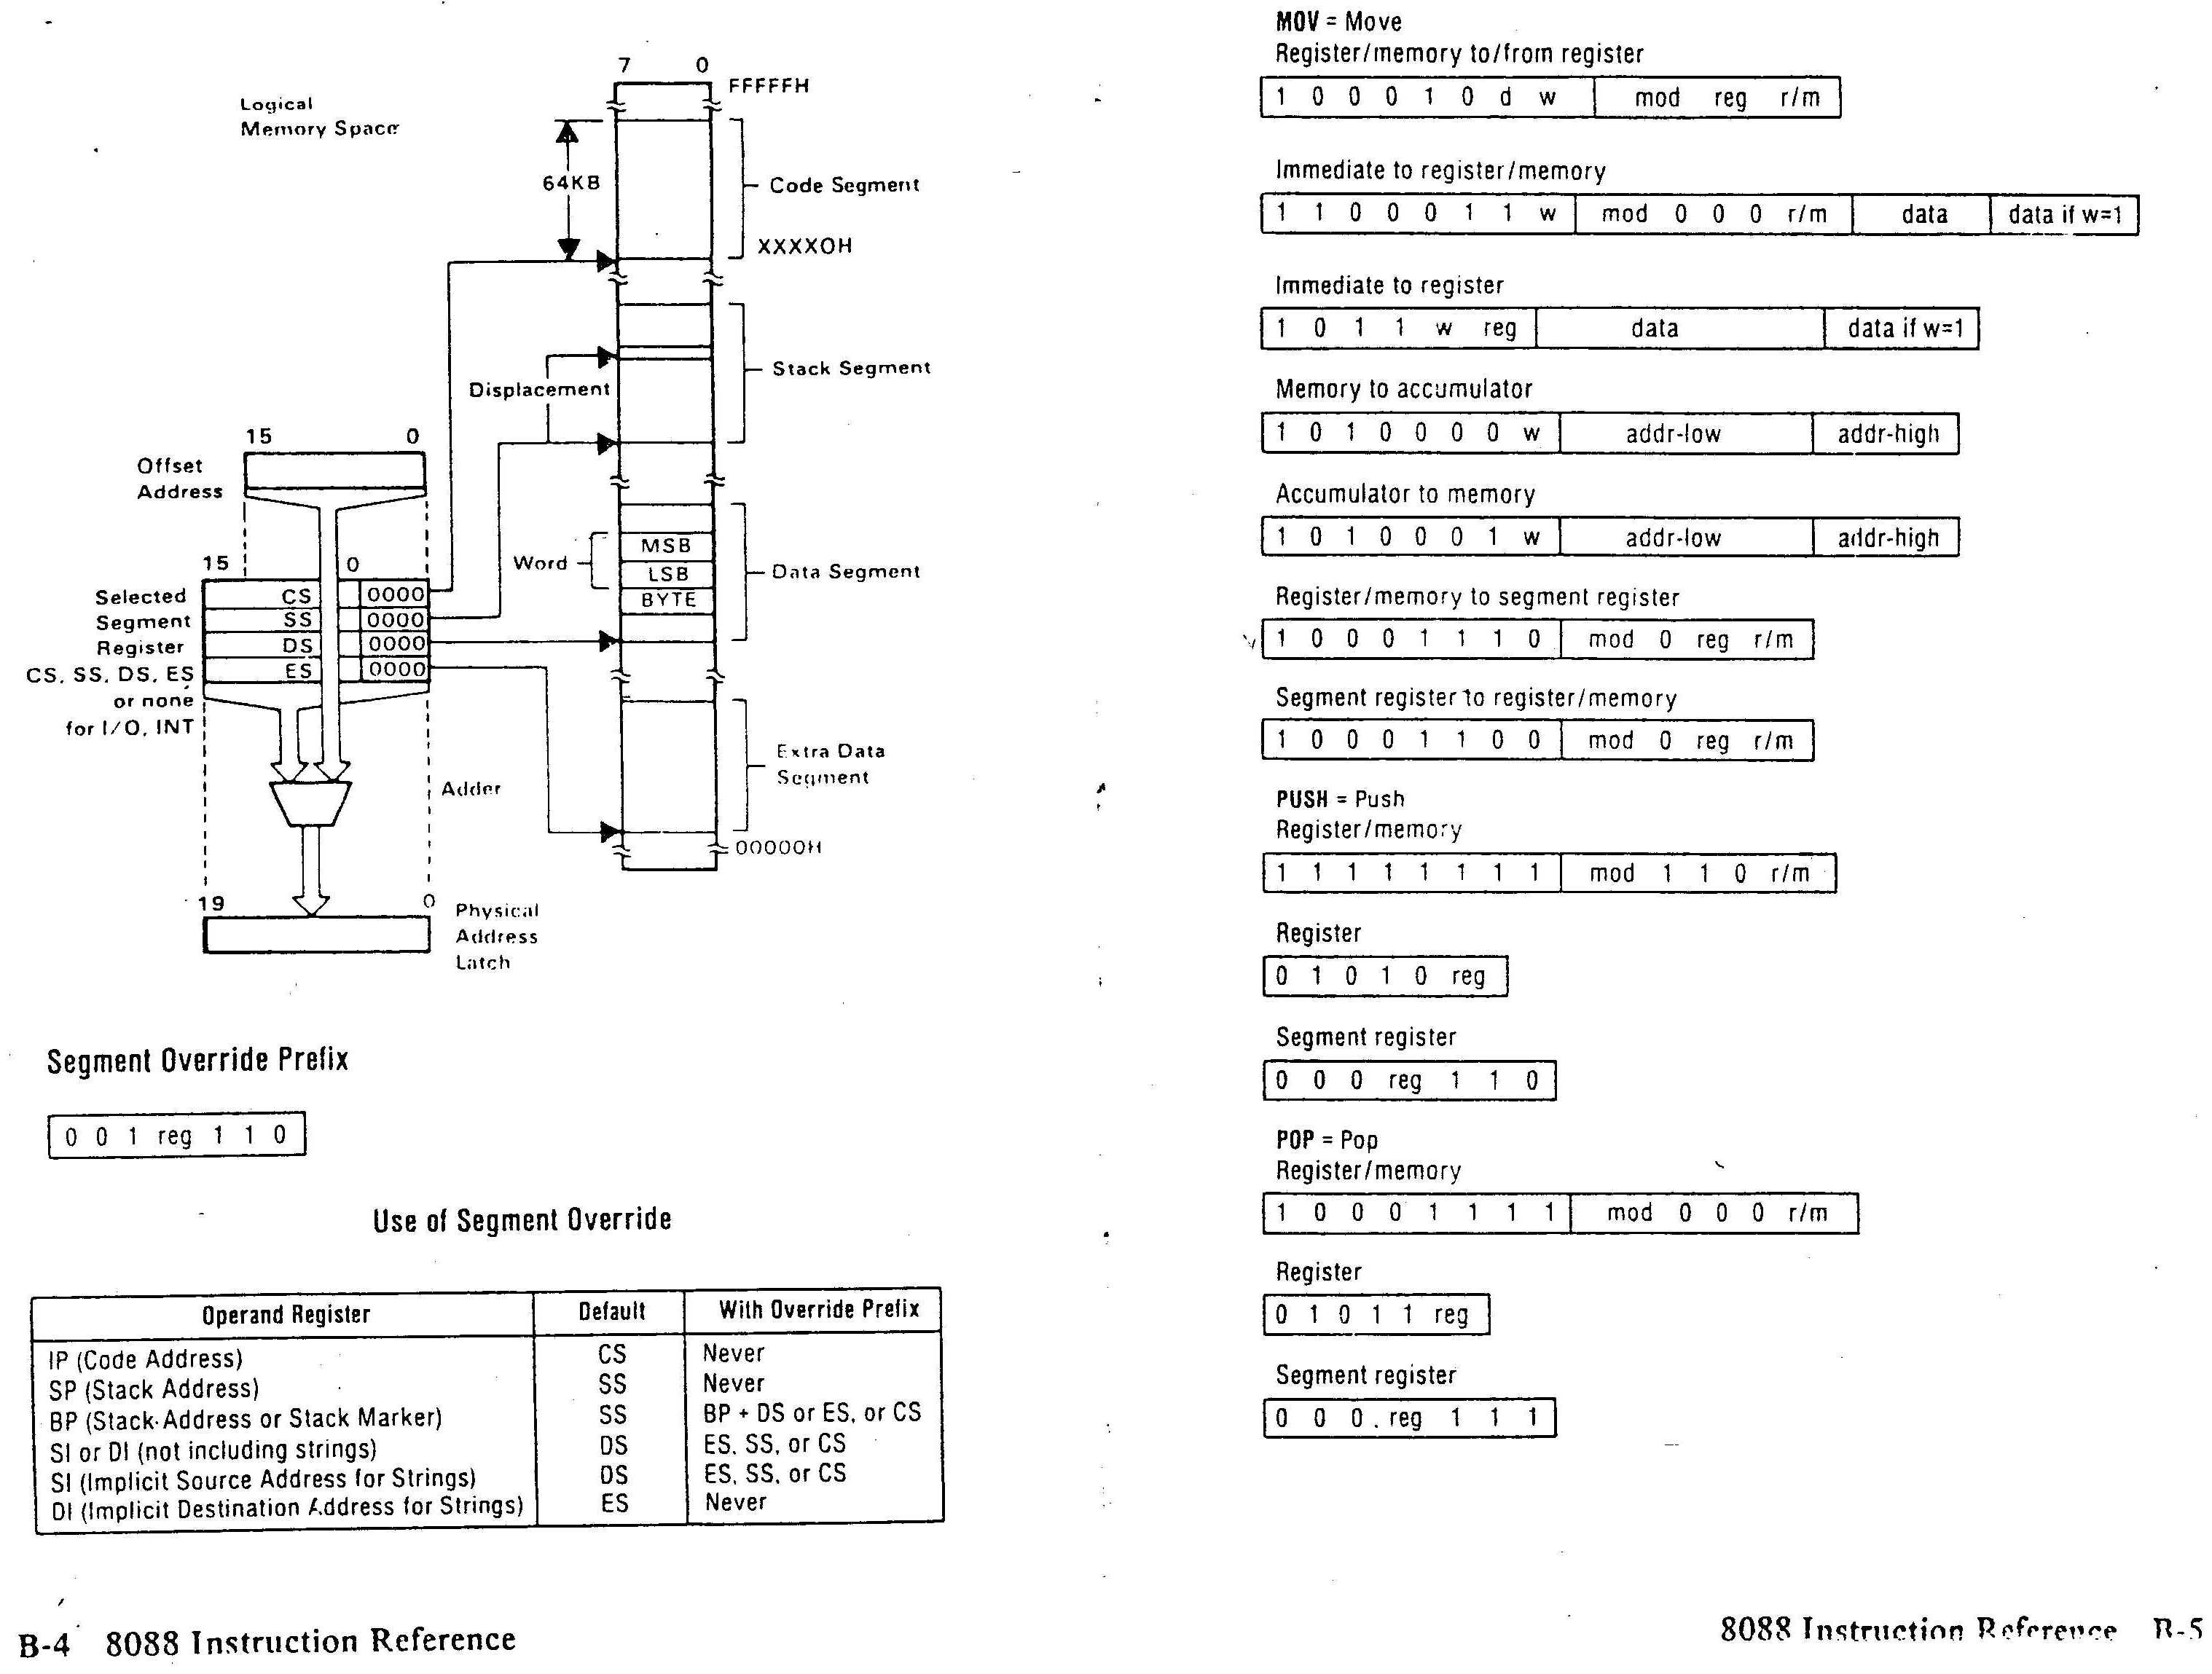 7 0
FFFFFH
Logical
Memory Space
64KB
Code Segment
XXXX0H
Displacement
Stack Segment
15 0
Offset
Address
Word
MSB
LSB
BYTE
Data Segment
15 0
Selected CS 0000
Segment SS 0000
Register DS 0000
CS, SS, DS, ES ES 0000
or none
for I/O, INT
Extra Data
Segment
Adder
00000H
19 0
Physical
Address
Latch
Segment Override Prefix
0 0 1 reg 1 1 0
Use of Segment Override
Operand Register Default With Override Prefix
IP (Code Address) CS Never
SP (Stack Address) SS Never
BP (Stack Address or Stack Marker) SS BP + DS or ES, or CS
SI or DI (not including strings) DS ES, SS, or CS
SI (Implicit Source Address for Strings) DS ES, SS, or CS
DI (Implicit Destination Address for Strings) ES Never
B-4 8088 Instruction Reference
MOV = Move
Register/memory to/from register
1 0 0 0 1 0 d w mod reg r/m
Immediate to register/memory
1 1 0 0 0 1 1 w mod 0 0 0 r/m data data if w=1
Immediate to register
1 0 1 1 w reg data data if w=1
Memory to accumulator
1 0 1 0 0 0 0 w addr-low addr-high
Accumulator to memory
1 0 1 0 0 0 1 w addr-low addr-high
Register/memory to segment register
1 0 0 0 1 1 1 0 mod 0 reg r/m
Segment register to register/memory
1 0 0 0 1 1 0 0 mod 0 reg r/m
PUSH = Push
Register/memory
1 1 1 1 1 1 1 1 mod 1 1 0 r/m
Register
0 1 0 1 0 reg
Segment register
0 0 0 reg 1 1 0
POP = Pop
Register/memory
1 0 0 0 1 1 1 1 mod 0 0 0 r/m
Register
0 1 0 1 1 reg
Segment register
0 0 0 reg 1 1 1
8088 Instruction Reference B-5